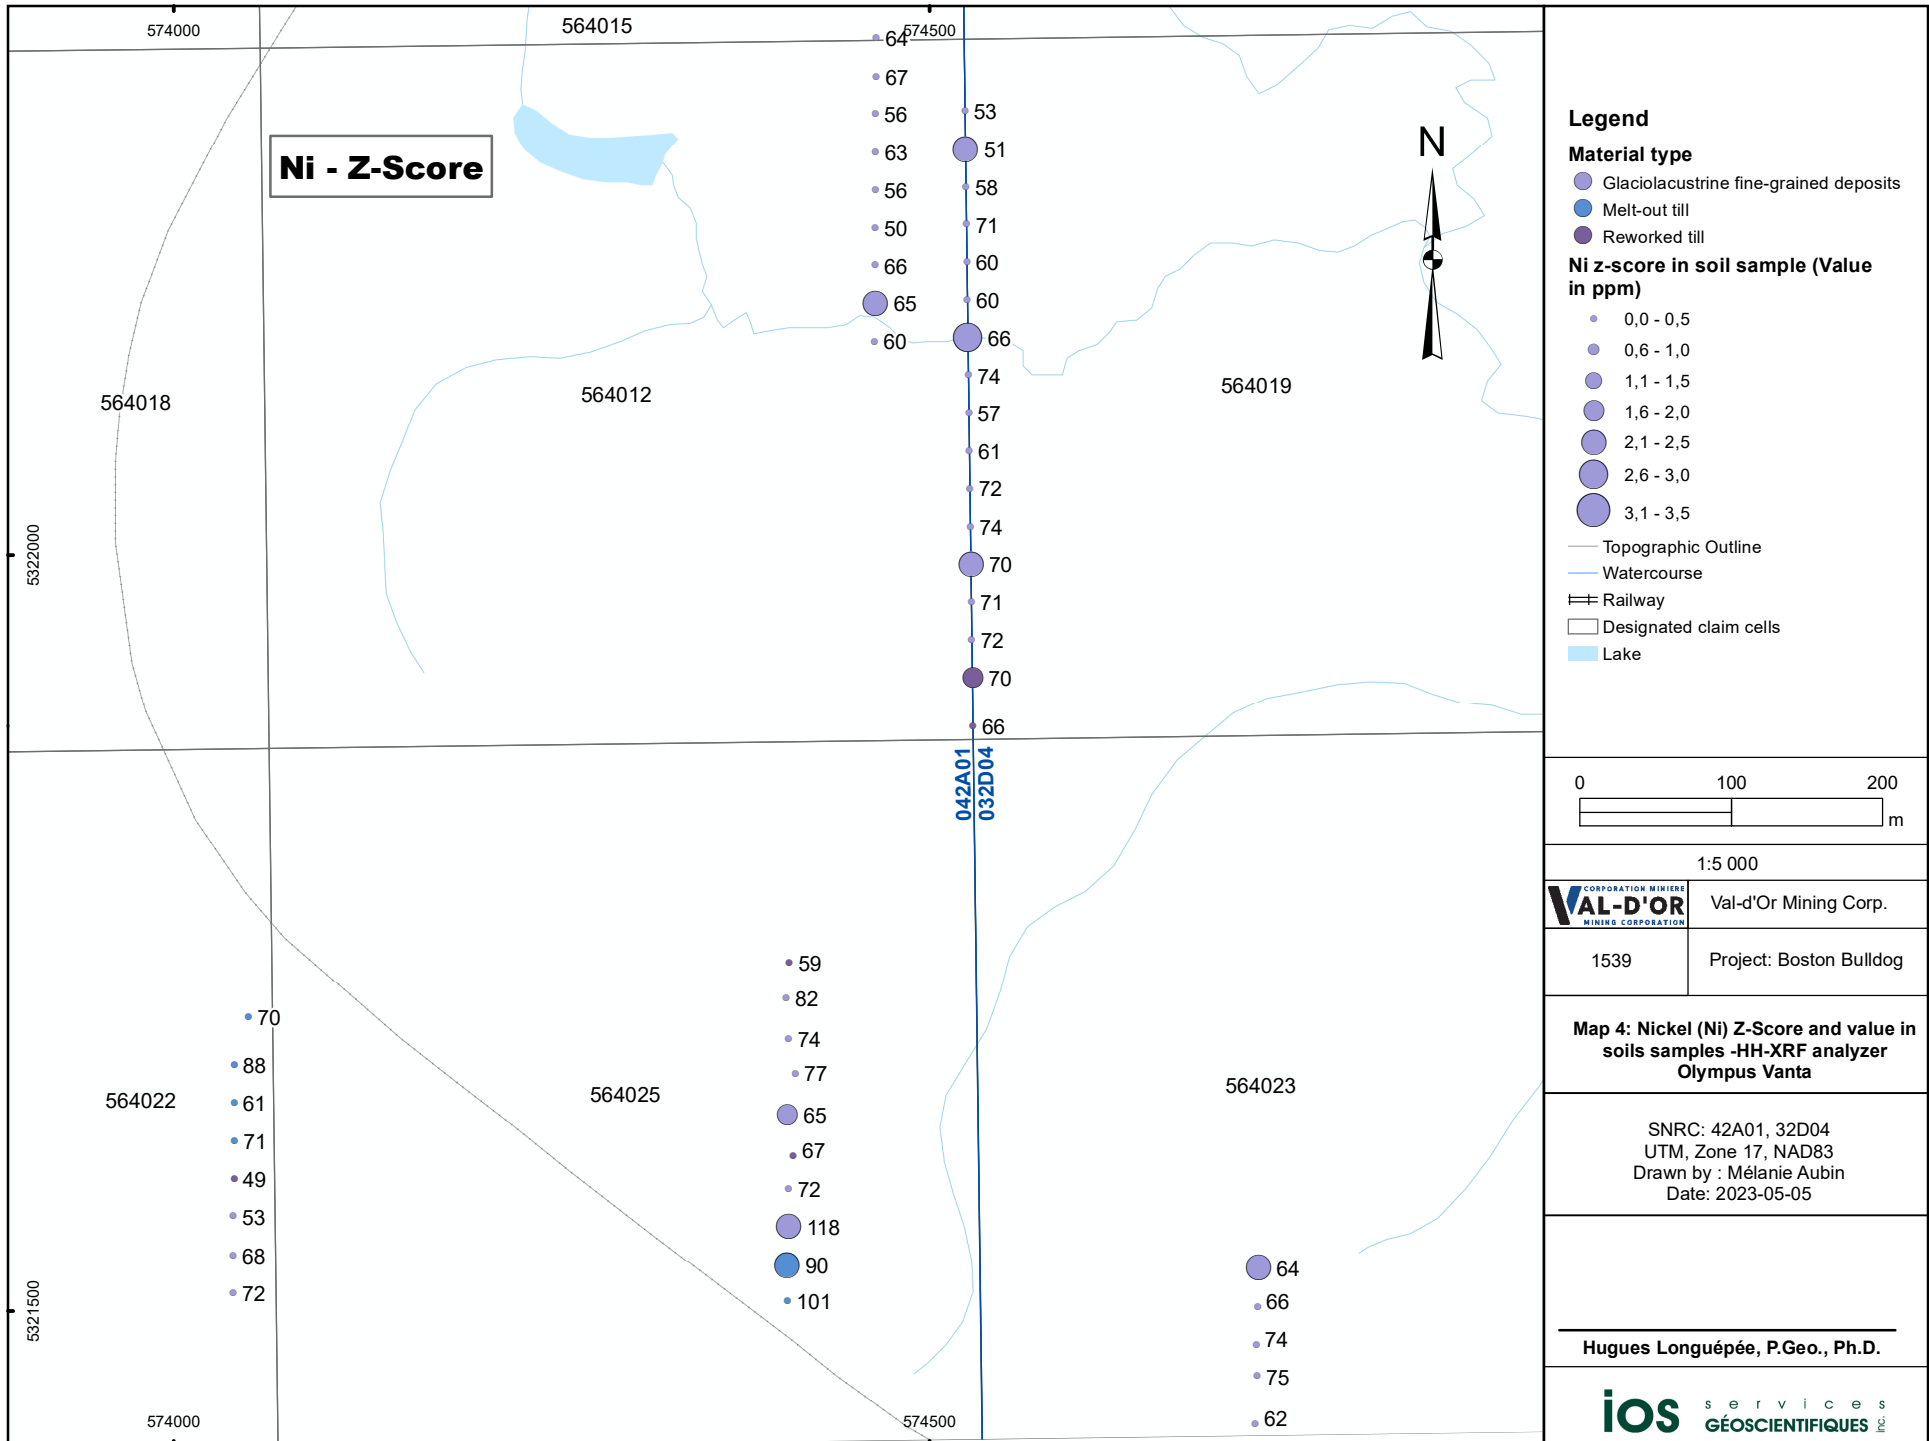 574000
564015
574500
64
67
53
56
51
63
Ni - Z-Score
56
58
50
71
66
60
65
60
60
66
564018
564012
74
564019
57
61
72
74
5322000
70
71
72
70
66
042A01
032D04
59
82
70
74
88
77
564022
61
564025
65
564023
71
67
49
72
53
118
68
90
64
72
101
66
5321500
74
75
62
574000
574500
N
Legend
Material type
Glaciolacustrine fine-grained deposits
Melt-out till
Reworked till
Ni z-score in soil sample (Value
in ppm)
0,0 - 0,5
0,6 - 1,0
1,1 - 1,5
1,6 - 2,0
2,1 - 2,5
2,6 - 3,0
3,1 - 3,5
Topographic Outline
Watercourse
Railway
Designated claim cells
Lake
0 100 200
m
1:5 000
CORPORATION MINIÈRE
VAL-D'OR
MINING CORPORATION
Val-d'Or Mining Corp.
1539
Project: Boston Bulldog
Map 4: Nickel (Ni) Z-Score and value in
soils samples -HH-XRF analyzer
Olympus Vanta
SNRC: 42A01, 32D04
UTM, Zone 17, NAD83
Drawn by : Mélanie Aubin
Date: 2023-05-05
Hugues Longuépée, P.Geo., Ph.D.
ios
services
GÉOSCIENTIFIQUES inc.